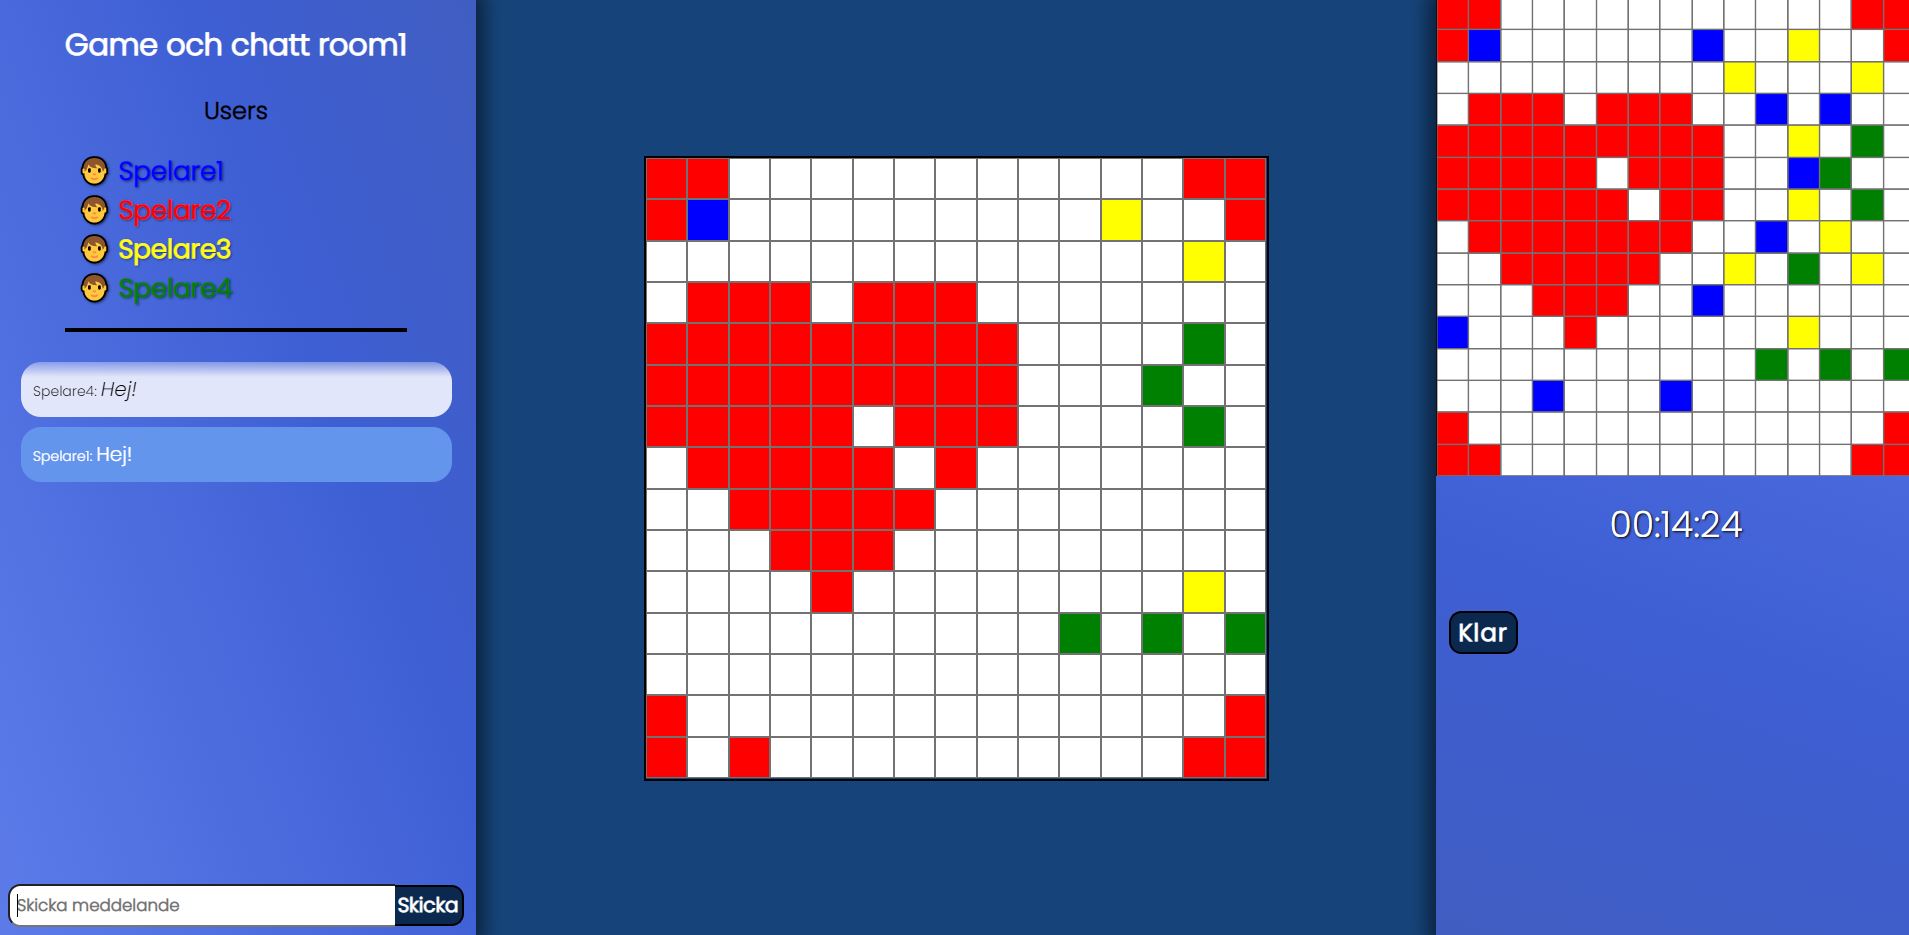 Game och chatt room1
Users
Spelare1
Spelare2
Spelare3
Spelare4
Spelare4: Hej!
Spelare1: Hej!
Skicka meddelande
Skicka
00:14:24
Klar